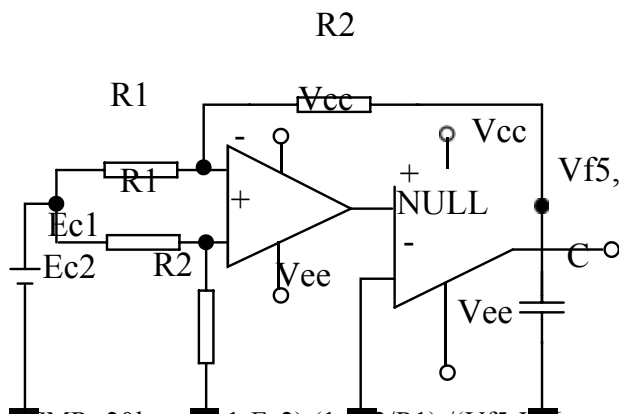 R2
R1
Vcc
Vcc
-
+
R1
Vf5,
+
NULL
Ec1
-
R2
C
Ec2
Vee
Vee